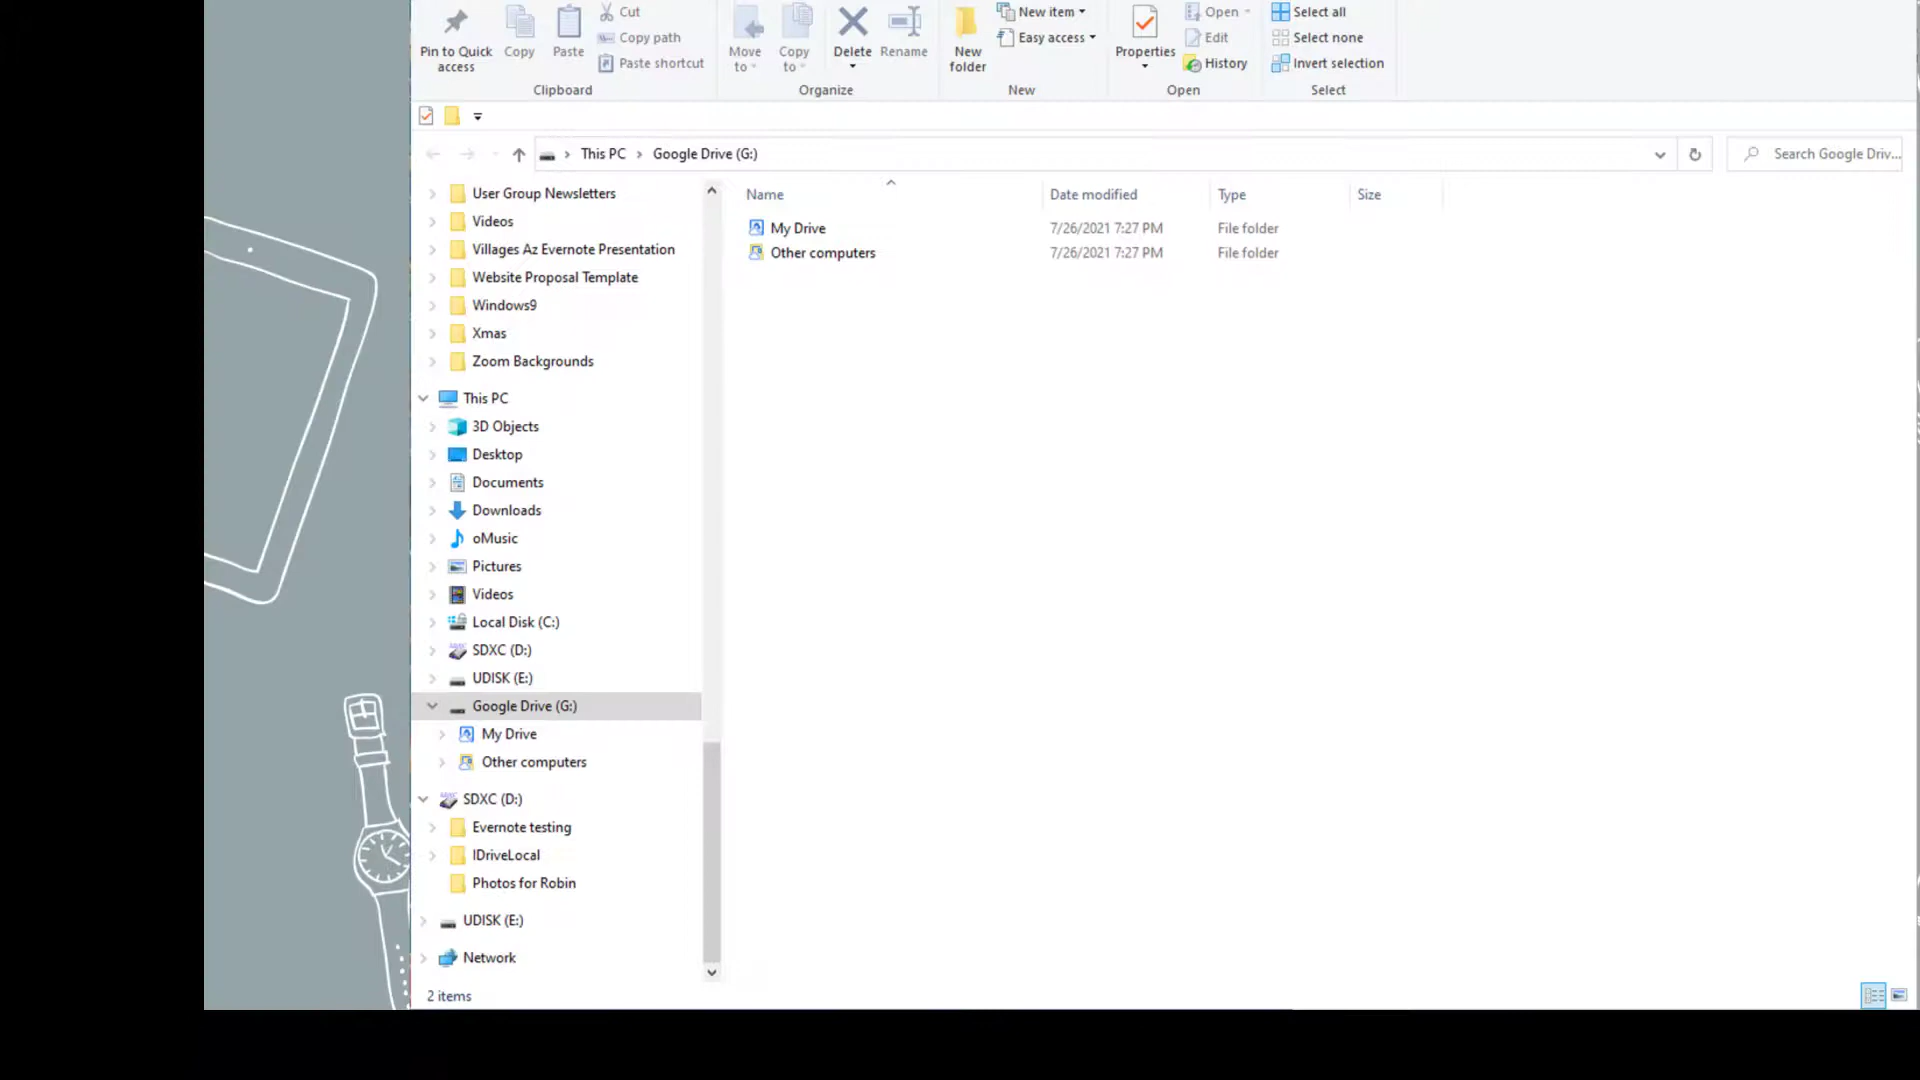 Pin to Quick access
Copy
Paste
Cut
Copy path
Paste shortcut
Clipboard
Move to
Copy to
Delete
Rename
Organize
New folder
New item
Easy access
New
Properties
Open
Edit
History
Open
Select all
Select none
Invert selection
Select
This PC
Google Drive (G:)
Search Google Driv...
User Group Newsletters
Videos
Villages Az Evernote Presentation
Website Proposal Template
Windows9
Xmas
Zoom Backgrounds
This PC
3D Objects
Desktop
Documents
Downloads
oMusic
Pictures
Videos
Local Disk (C:)
SDXC (D:)
UDISK (E:)
Google Drive (G:)
My Drive
Other computers
SDXC (D:)
Evernote testing
IDriveLocal
Photos for Robin
UDISK (E:)
Network
Name Date modified Type Size
My Drive 7/26/2021 7:27 PM File folder
Other computers 7/26/2021 7:27 PM File folder
2 items